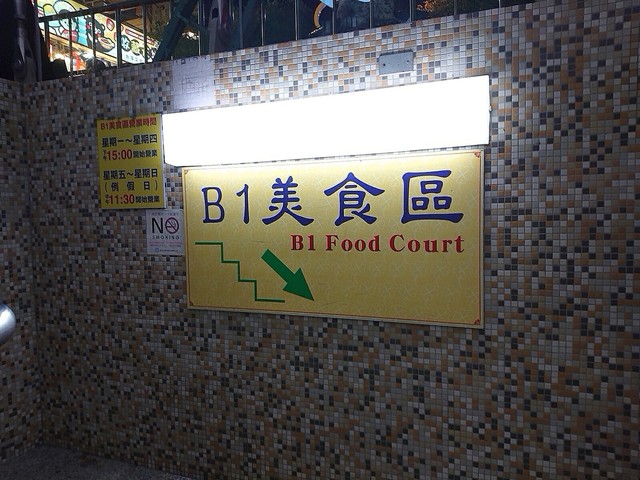 B1美食區營業時間
星期一~星期四
15:00開始營業
星期五~星期日
(例假日)
11:30開始營業
NO
SMOKING
B1美食區
B1 Food Court